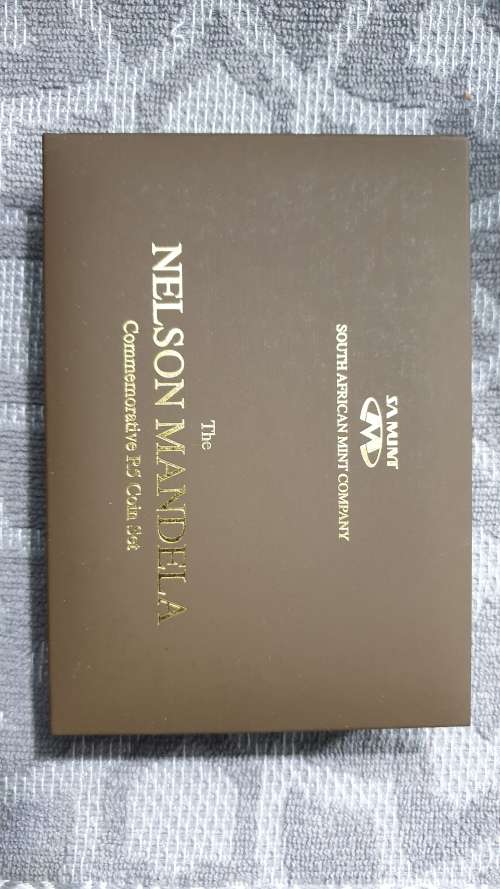 SA MINT
SOUTH AFRICAN MINT COMPANY
The
NELSON MANDELA
Commemorative R5 Coin Set